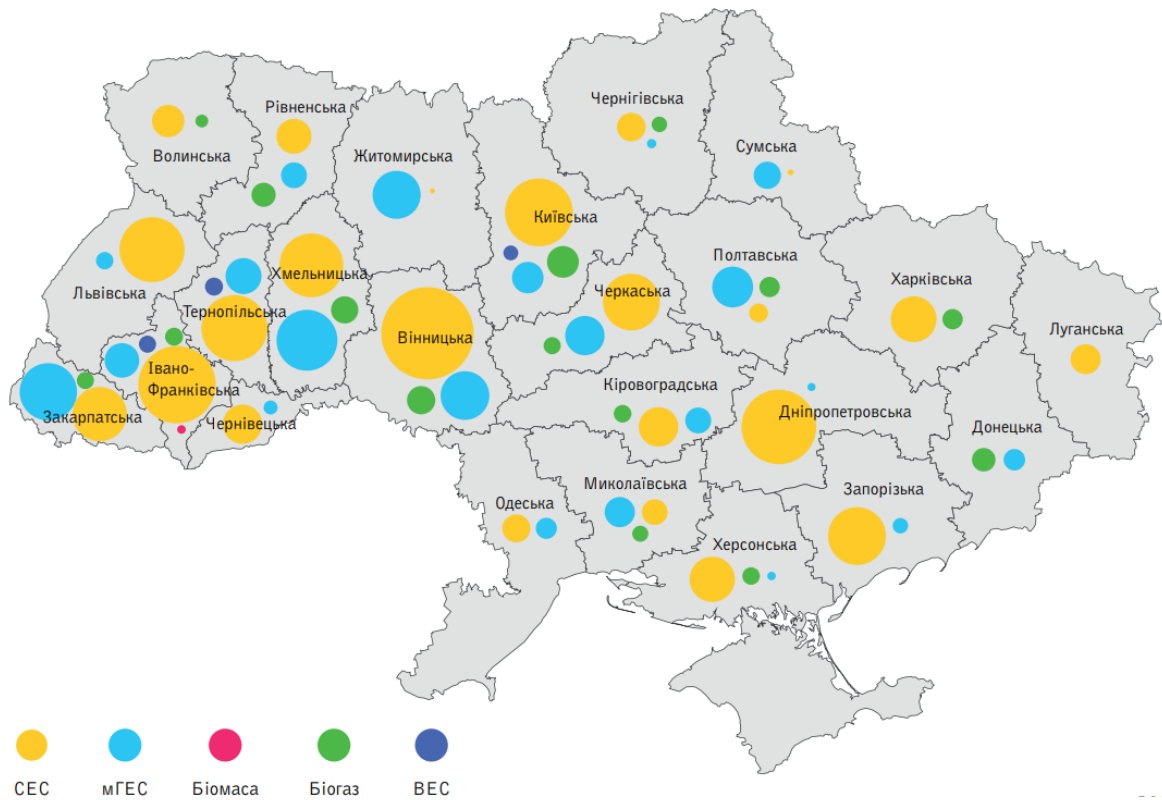 Чернігівська
Рівненська
Сумська
Волинська
Житомирська
Київська
Полтавська
Хмельницька
Харківська
Львівська
Черкаська
Тернопільська
Луганська
Вінницька
Івано-
Франківська
Кіровоградська
Закарпатська
Чернівецька
Дніпропетровська
Донецька
Миколаївська
Запорізька
Одеська
Херсонська
СЕС
мГЕС
Біомаса
Біогаз
ВЕС